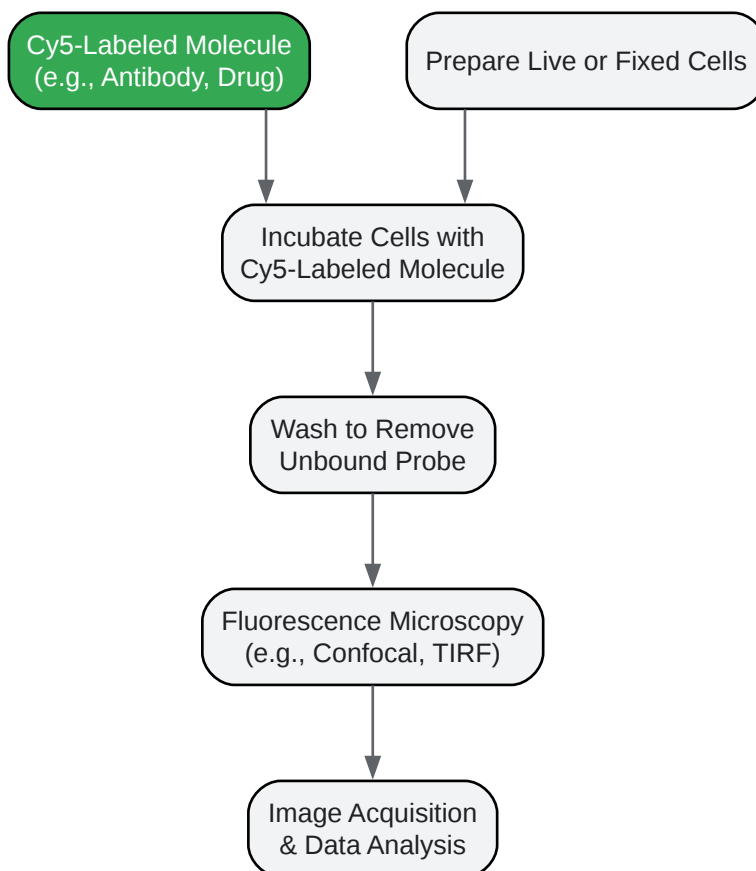 Cy5-Labeled Molecule
(e.g., Antibody, Drug)
Prepare Live or Fixed Cells
Incubate Cells with
Cy5-Labeled Molecule
Wash to Remove
Unbound Probe
Fluorescence Microscopy
(e.g., Confocal, TIRF)
Image Acquisition
& Data Analysis